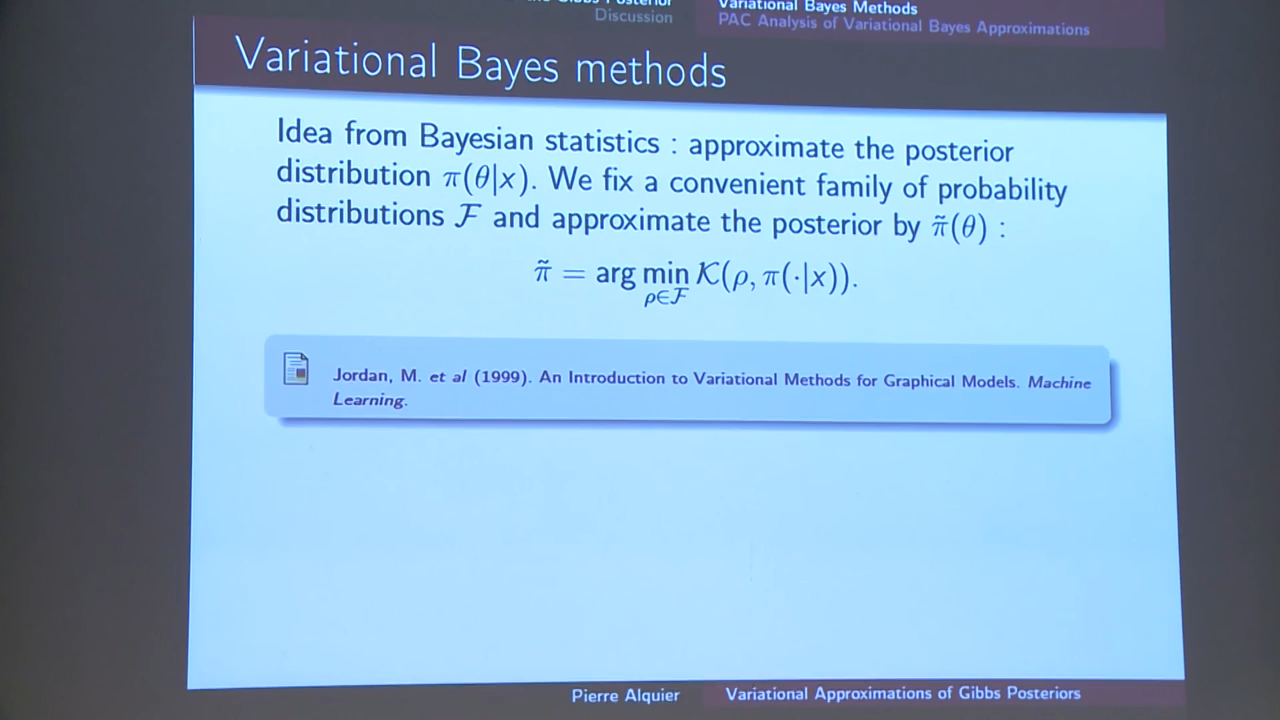 Gibbs Posterior
Discussion
Variational Bayes Methods
PAC Analysis of Variational Bayes Approximations
Variational Bayes methods
Idea from Bayesian statistics : approximate the posterior
distribution π(θ|x). We fix a convenient family of probability
distributions ℱ and approximate the posterior by π̃(θ) :
π̃ = arg min 𝒦(ρ, π(·|x)).
ρ∈ℱ
Jordan, M. et al (1999). An Introduction to Variational Methods for Graphical Models. Machine
Learning.
Pierre Alquier
Variational Approximations of Gibbs Posteriors